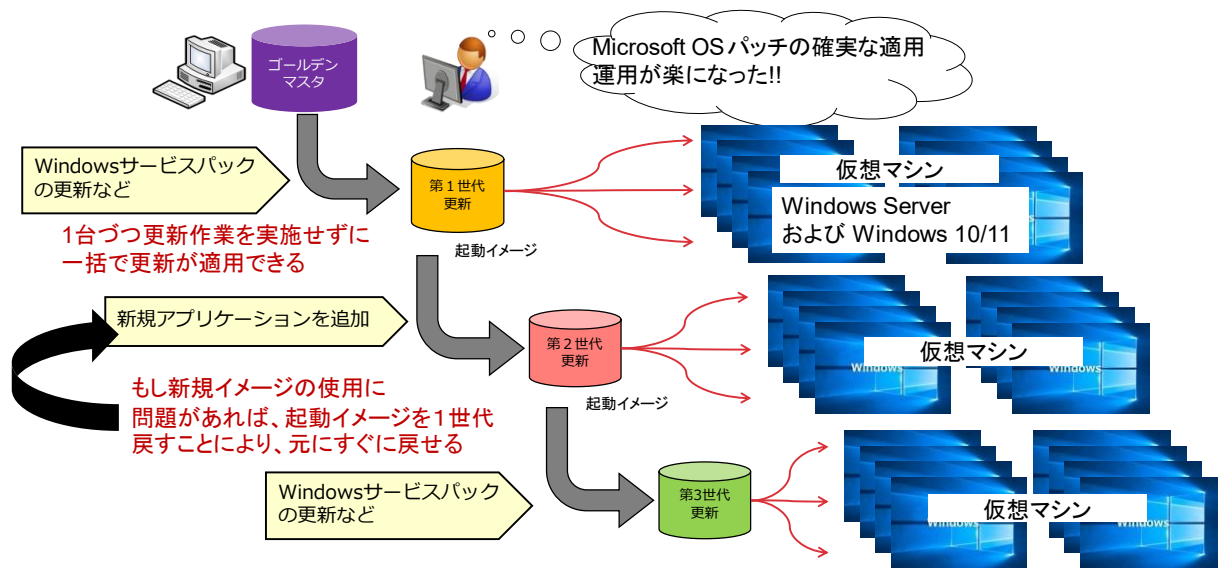 ゴールデン
マスタ
Microsoft OSパッチの確実な適用
運用が楽になった!!
Windowsサービスパック
の更新など
第１世代
更新
仮想マシン
Windows Server
および Windows 10/11
1台づつ更新作業を実施せずに
一括で更新が適用できる
起動イメージ
新規アプリケーションを追加
第２世代
更新
仮想マシン
Windows
もし新規イメージの使用に
問題があれば、起動イメージを１世代
戻すことにより、元にすぐに戻せる
起動イメージ
Windowsサービスパック
の更新など
第3世代
更新
仮想マシン
Windows
Windows